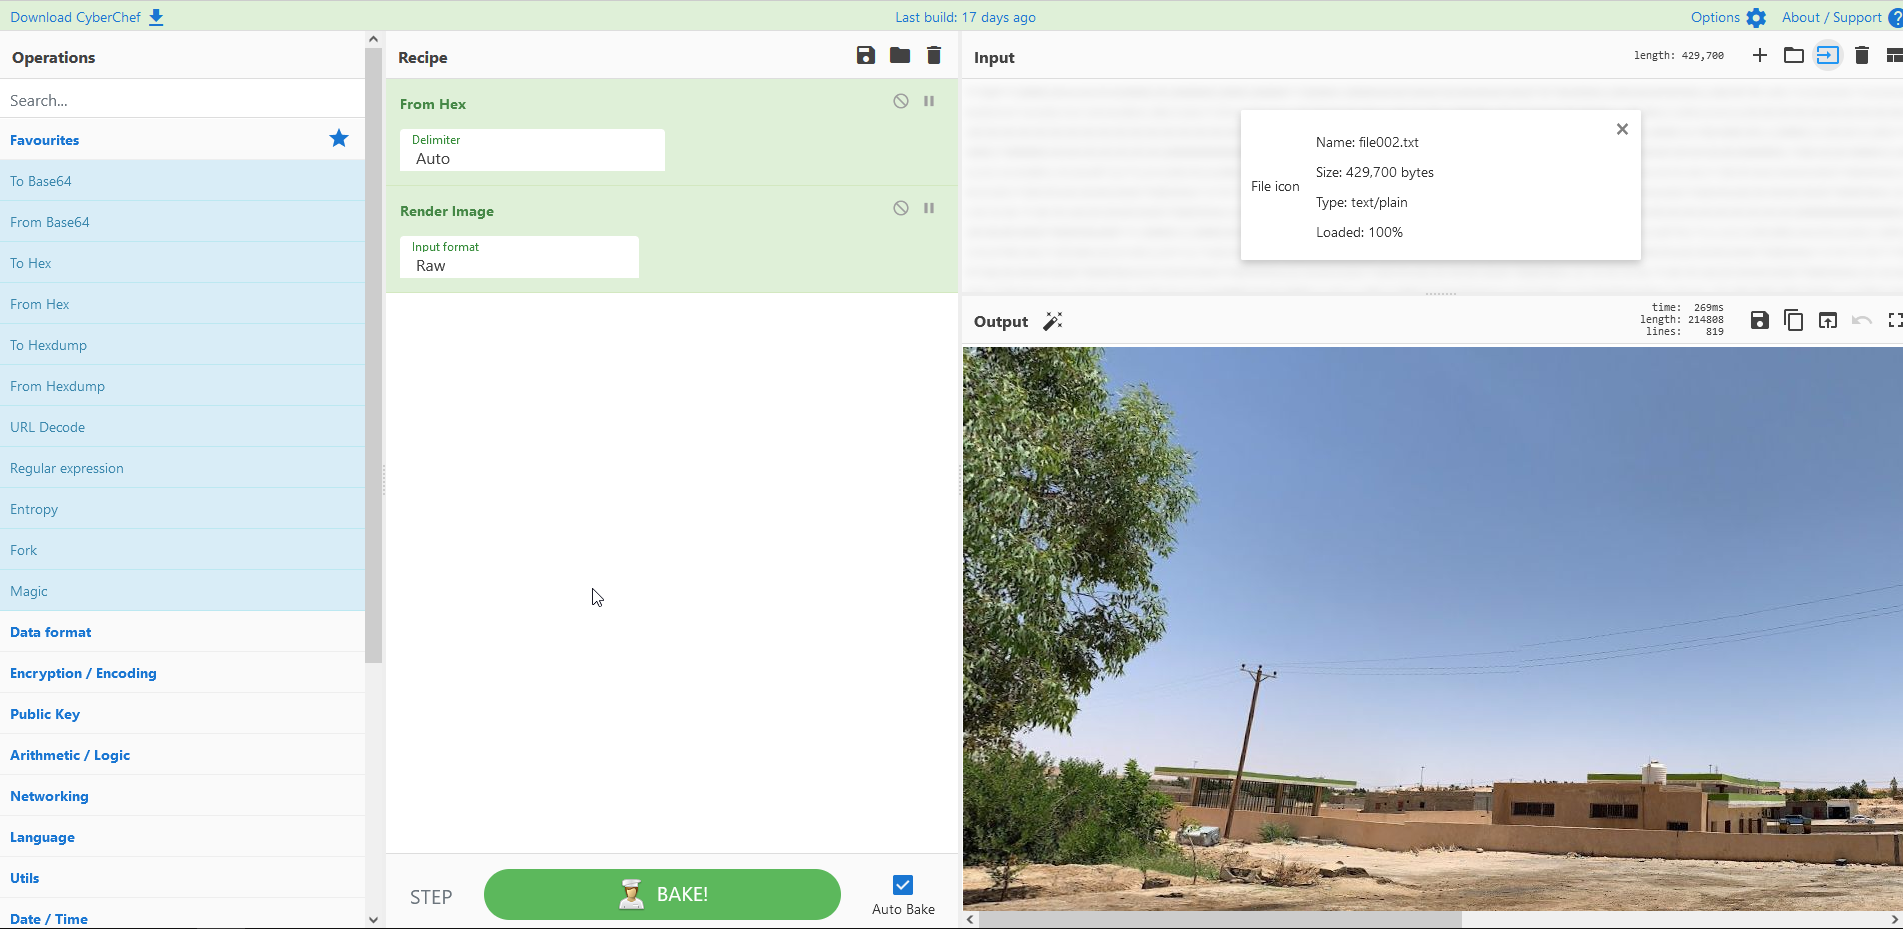 Download CyberChef
Last build: 17 days ago
Options
About / Support
Operations
Search...
Favourites
To Base64
From Base64
To Hex
From Hex
To Hexdump
From Hexdump
URL Decode
Regular expression
Entropy
Fork
Magic
Data format
Encryption / Encoding
Public Key
Arithmetic / Logic
Networking
Language
Utils
Date / Time
Recipe
From Hex
Delimiter
Auto
Render Image
Input format
Raw
STEP
BAKE!
Auto Bake
Input
length: 429,700
File icon
Name: file002.txt
Size: 429,700 bytes
Type: text/plain
Loaded: 100%
Output
time: 269ms
length: 214808
lines: 819